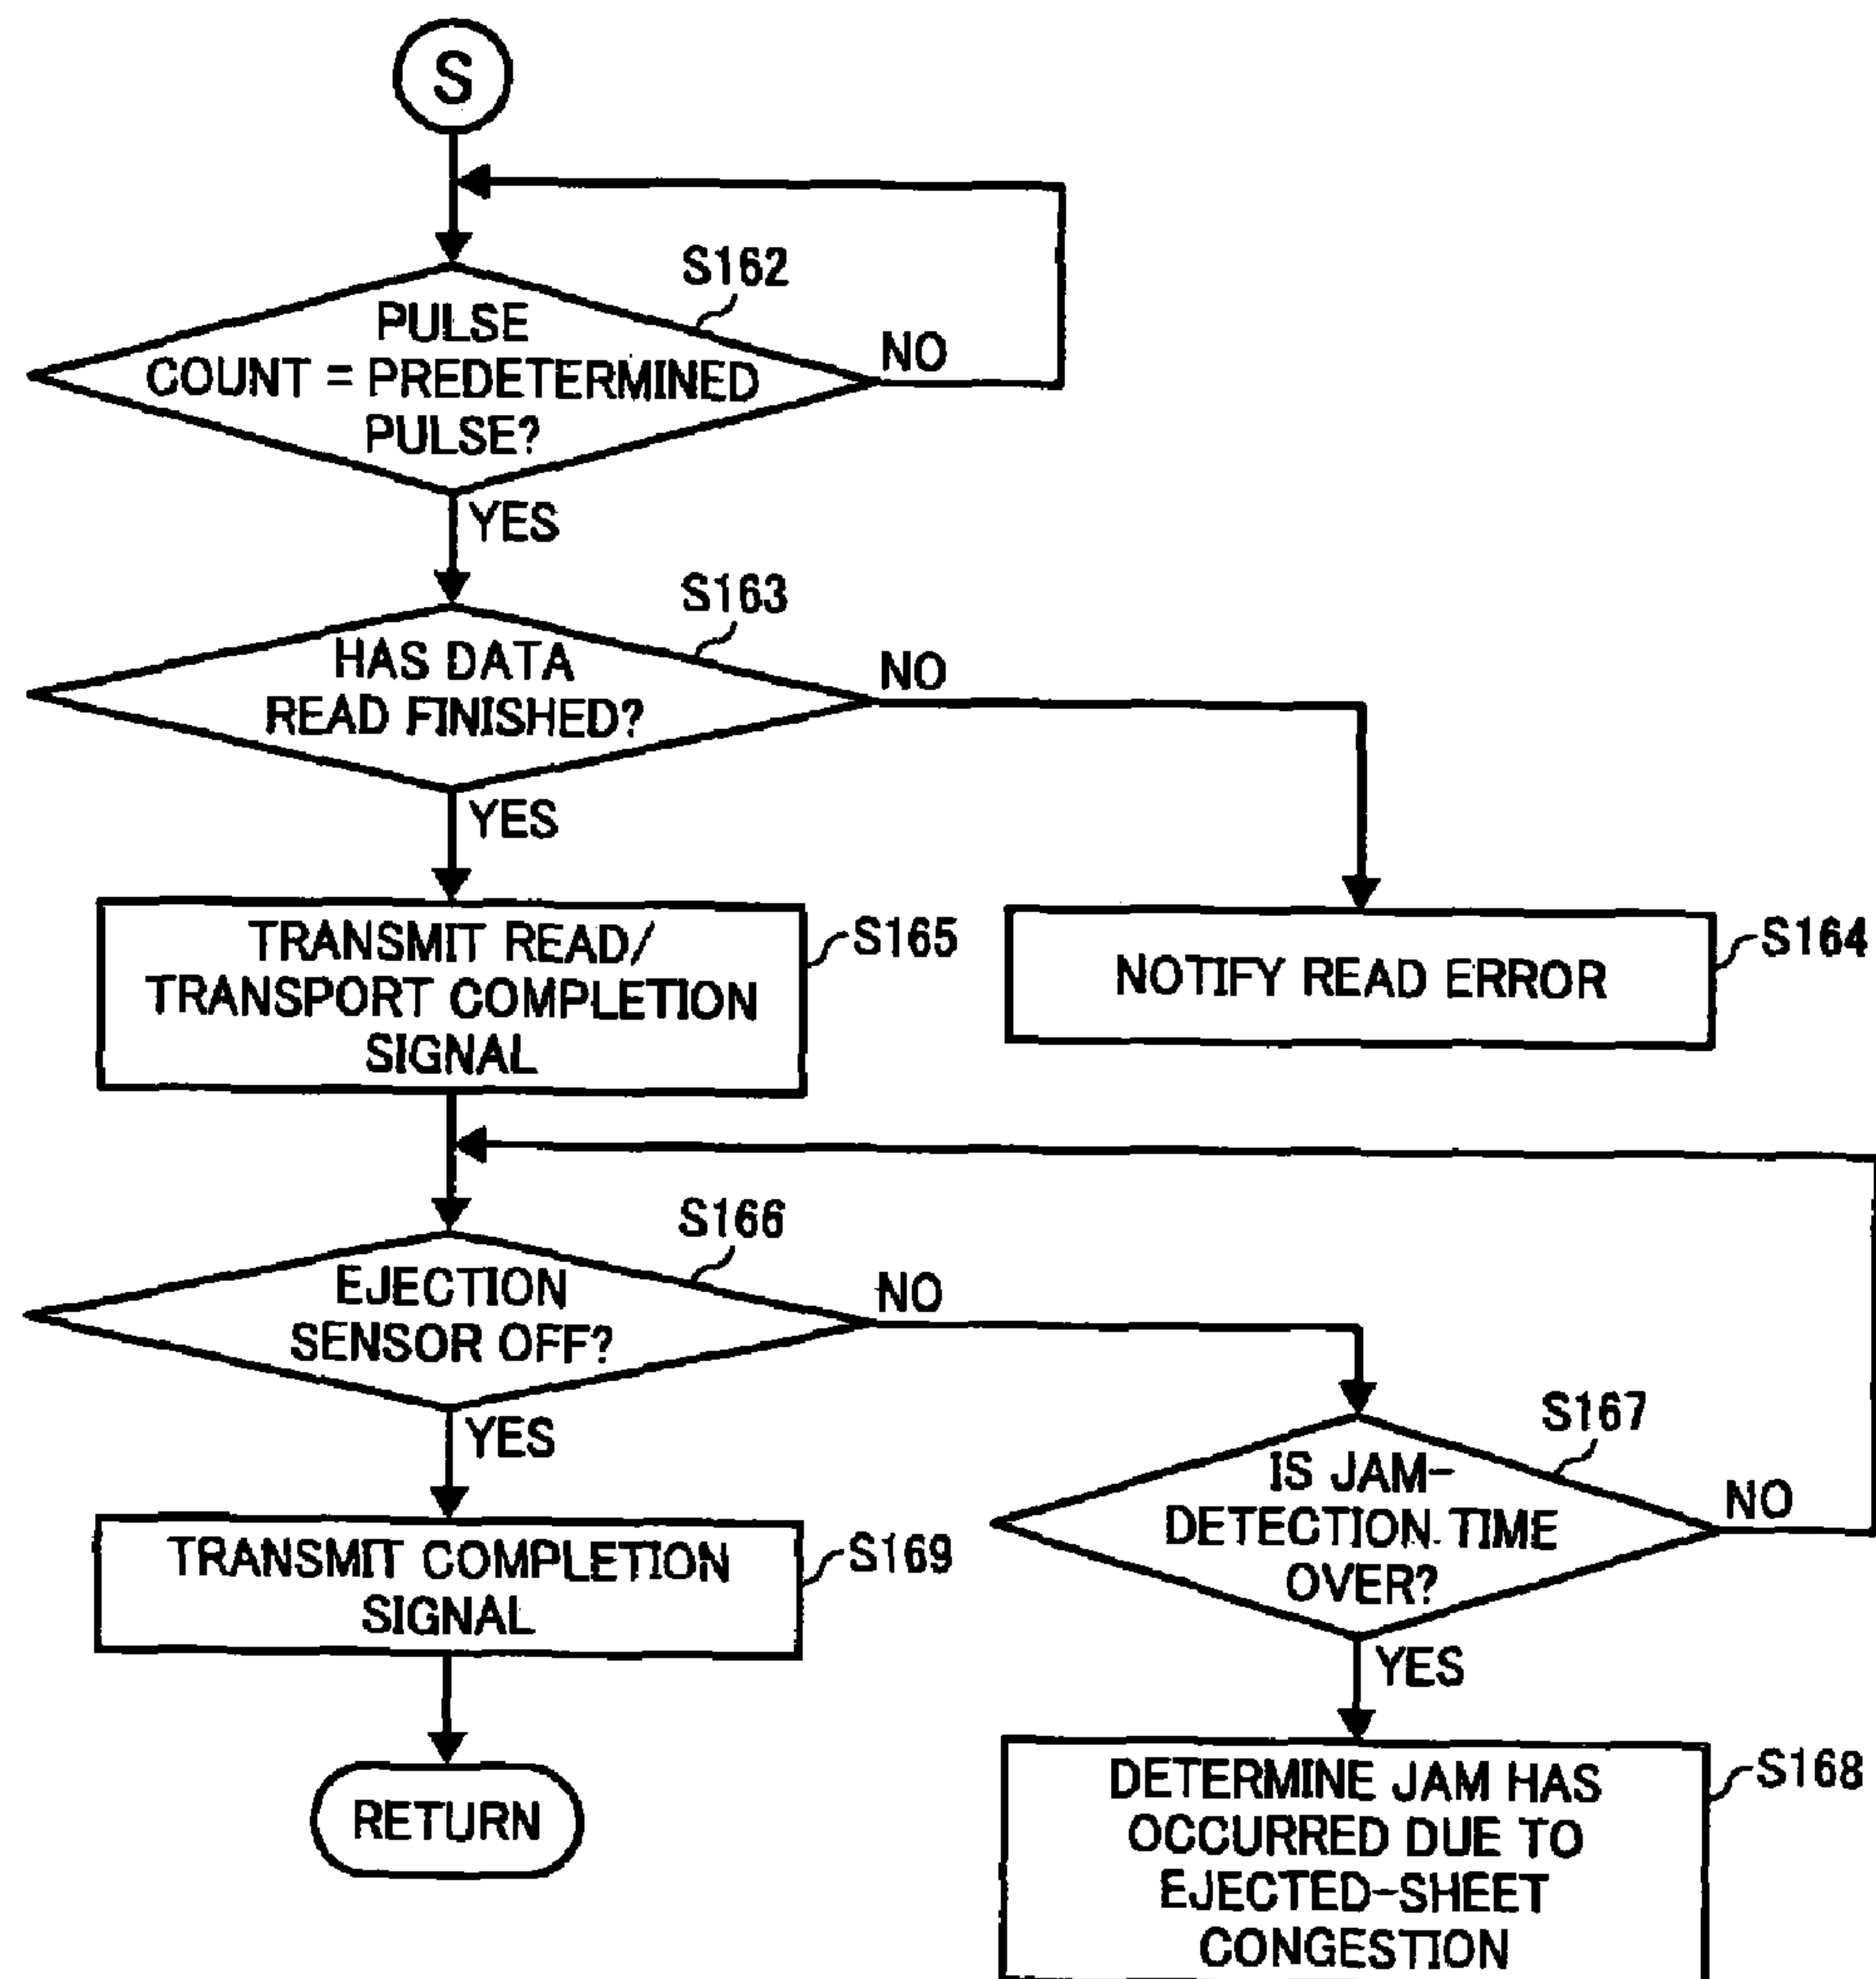 S
S162
PULSE
COUNT = PREDETERMINED
PULSE?
NO
YES
S163
HAS DATA
READ FINISHED?
NO
YES
TRANSMIT READ/
TRANSPORT COMPLETION
SIGNAL
S165
NOTIFY READ ERROR
S164
S166
EJECTION
SENSOR OFF?
NO
YES
S167
IS JAM-
DETECTION TIME
OVER?
NO
YES
TRANSMIT COMPLETION
SIGNAL
S169
RETURN
DETERMINE JAM HAS
OCCURRED DUE TO
EJECTED-SHEET
CONGESTION
S168